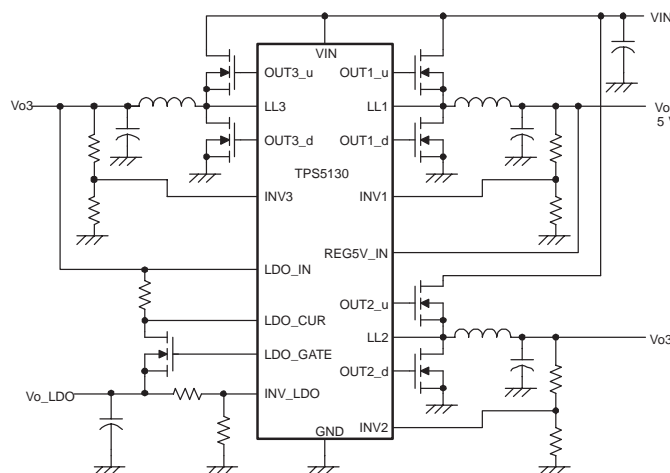 VIN
VIN
OUT3_u
OUT1_u
Vo3
LL3
LL1
Vo
5 V
OUT3_d
OUT1_d
TPS5130
INV3
INV1
REG5V_IN
LDO_IN
OUT2_u
LDO_CUR
LL2
Vo3
LDO_GATE
OUT2_d
Vo_LDO
INV_LDO
INV2
GND